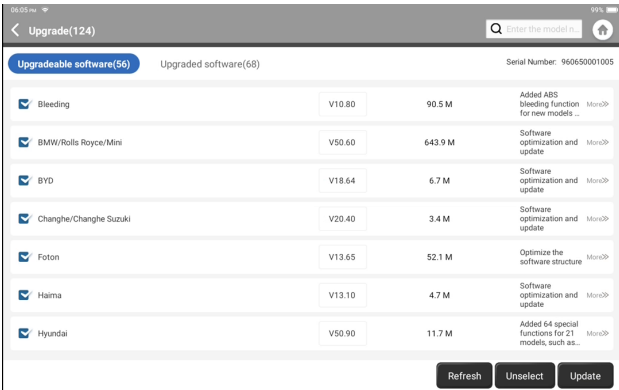 06:05 PM 99%
Upgrade(124) Enter the model n...
Upgradeable software(56) Upgraded software(68) Serial Number: 960650001005
Bleeding V10.80 90.5 M Added ABS
bleeding function More>>
for new models ...
BMW/Rolls Royce/Mini V50.60 643.9 M Software
optimization and More>>
update
BYD V18.64 6.7 M Software
optimization and More>>
update
Changhe/Changhe Suzuki V20.40 3.4 M Software
optimization and More>>
update
Foton V13.65 52.1 M Optimize the
software structure More>>
Haima V13.10 4.7 M Software
optimization and More>>
update
Hyundai V50.90 11.7 M Added 64 special
functions for 21 More>>
models, such as...
Refresh Unselect Update